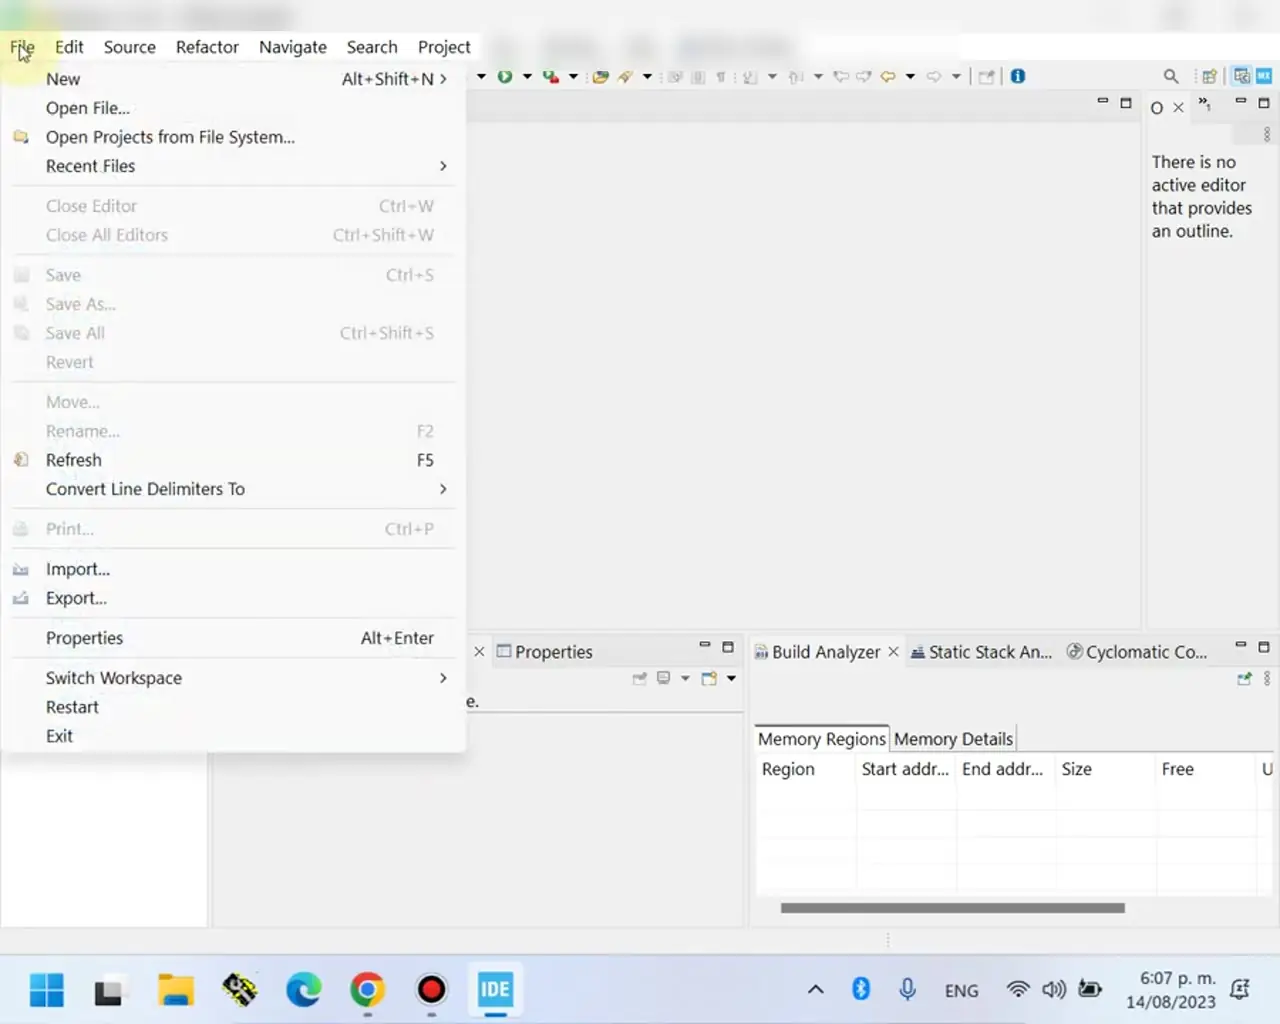 File Edit Source Refactor Navigate Search Project
New Alt+Shift+N
Open File...
Open Projects from File System...
Recent Files
Close Editor Ctrl+W
Close All Editors Ctrl+Shift+W
Save Ctrl+S
Save As...
Save All Ctrl+Shift+S
Revert
Move...
Rename... F2
Refresh F5
Convert Line Delimiters To
Print... Ctrl+P
Import...
Export...
Properties Alt+Enter
Switch Workspace
Restart
Exit
MX
There is no
active editor
that provides
an outline.
Properties
e.
Build Analyzer Static Stack An... Cyclomatic Co...
Memory Regions Memory Details
Region Start addr... End addr... Size Free U
IDE
ENG
6:07 p. m.
14/08/2023